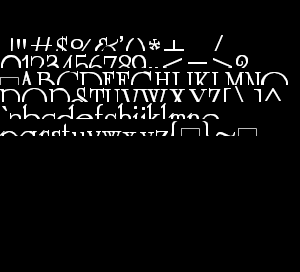 !"#$%&'()*+ /
0123456789:;<=>?
□ABCDEFGHIJKLMNO
PQRSTUVWXYZ[\]^
`abcdefghijklmno
pqrstuvwxyz{□}~□